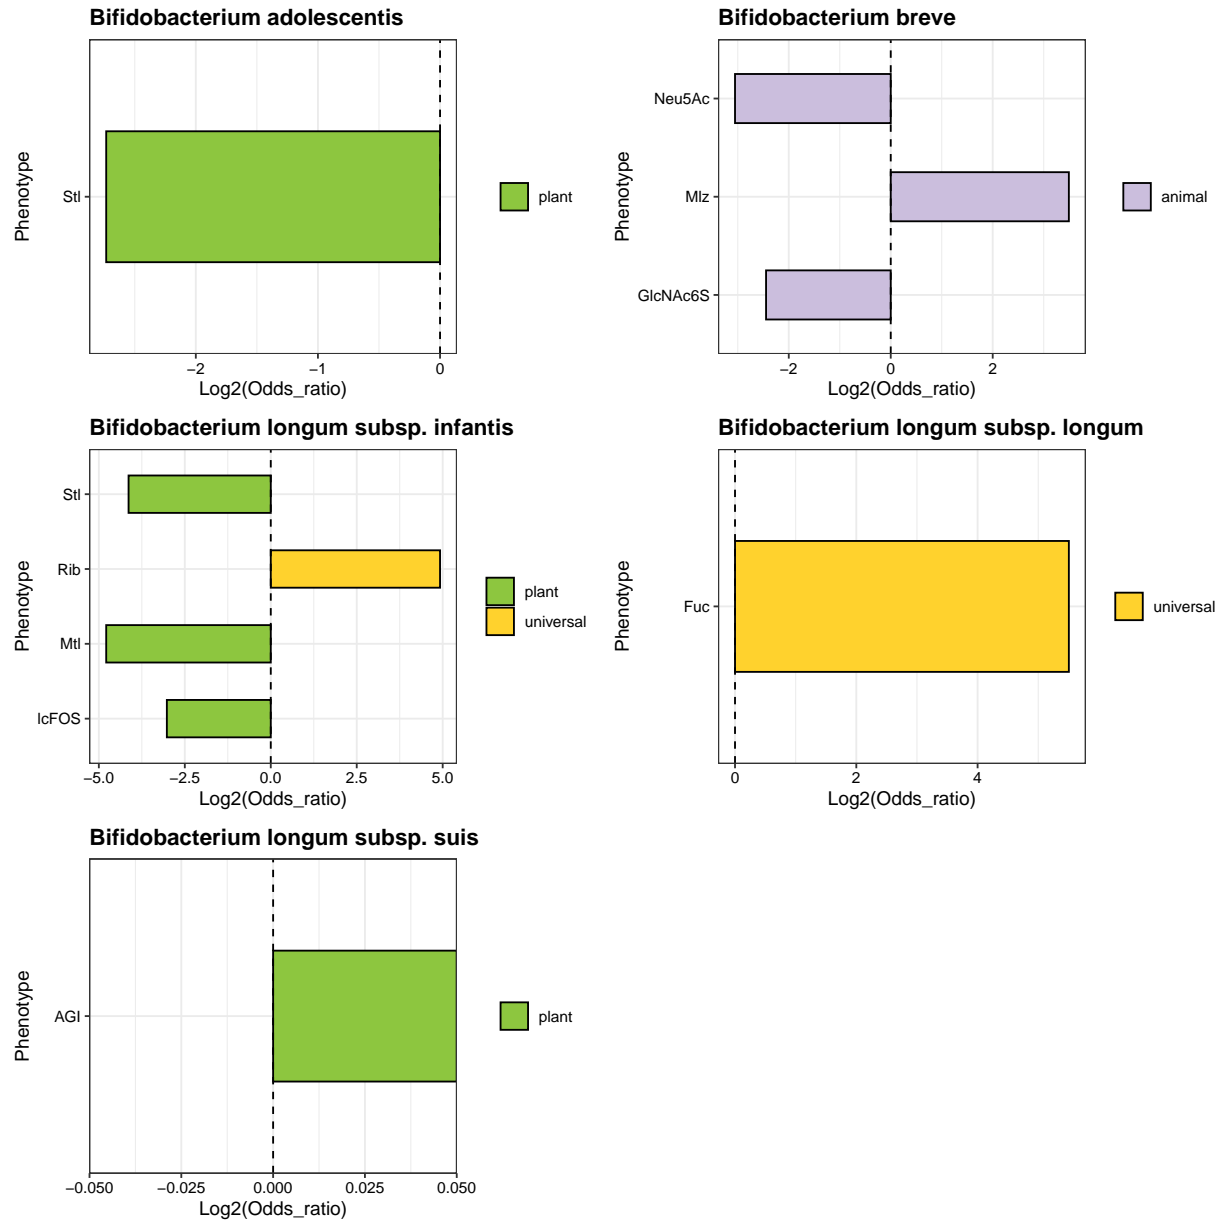 Bifidobacterium adolescentis
Phenotype
Stl
−2
−1
0
Log2(Odds_ratio)
plant
Bifidobacterium breve
Phenotype
Neu5Ac
Mlz
GlcNAc6S
−2
0
2
Log2(Odds_ratio)
animal
Bifidobacterium longum subsp. infantis
Phenotype
Stl
Rib
Mtl
lcFOS
−5.0
−2.5
0.0
2.5
5.0
Log2(Odds_ratio)
plant
universal
Bifidobacterium longum subsp. longum
Phenotype
Fuc
0
2
4
Log2(Odds_ratio)
universal
Bifidobacterium longum subsp. suis
Phenotype
AGI
−0.050
−0.025
0.000
0.025
0.050
Log2(Odds_ratio)
plant